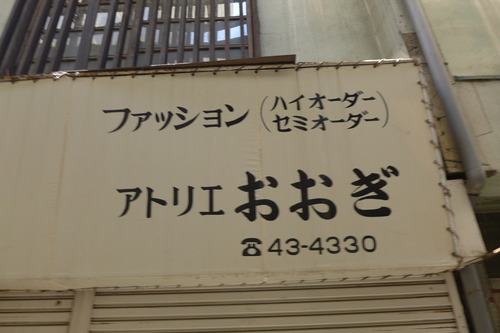 ファッション（ハイオーダー
セミオーダー）
アトリエ おおぎ
☎43-4330